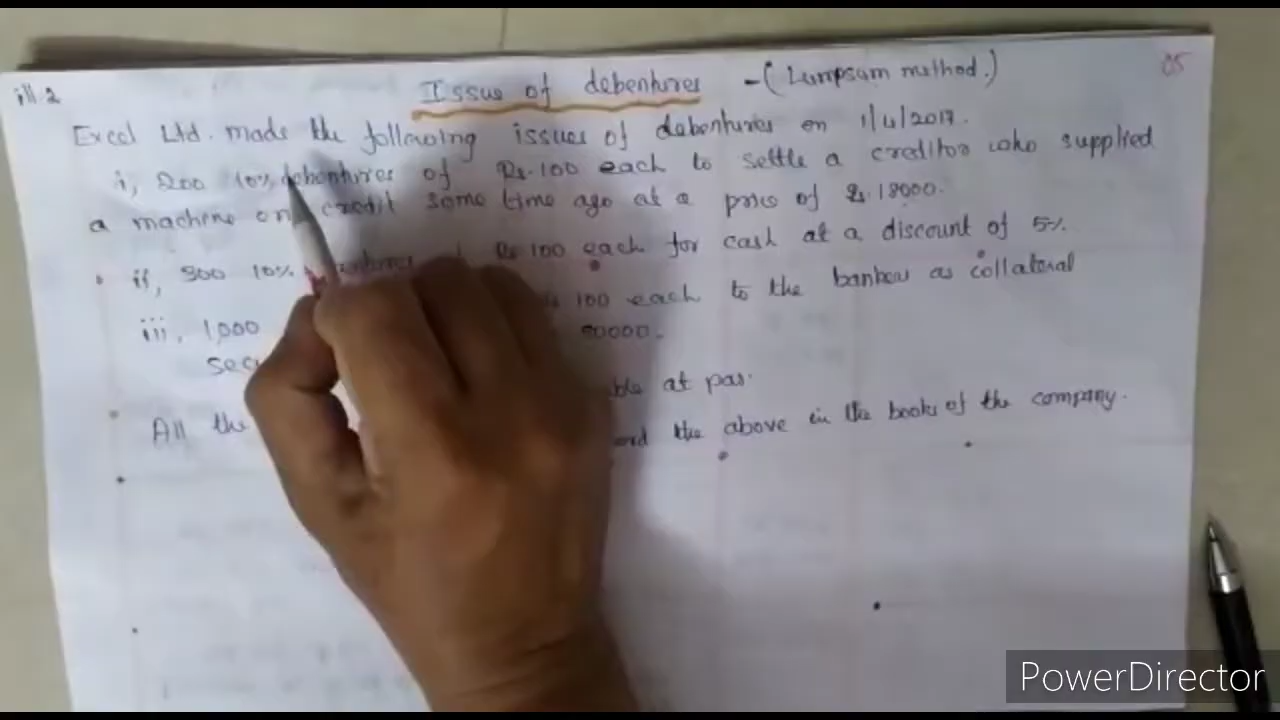 ill.2
Issue of debentures - (Lumpsum method.)
05
Excel Ltd. made the following issues of debentures on 1/4/2017.
i, 200 10% debentures of Rs.100 each to settle a creditor who supplied
a machine on credit some time ago at a price of Rs.18000.
ii, 300 10% Rs 100 each for cash at a discount of 5%
iii, 1,000 100 each to the banker as collateral
All the able at par.
the above in the books of the company.
PowerDirector